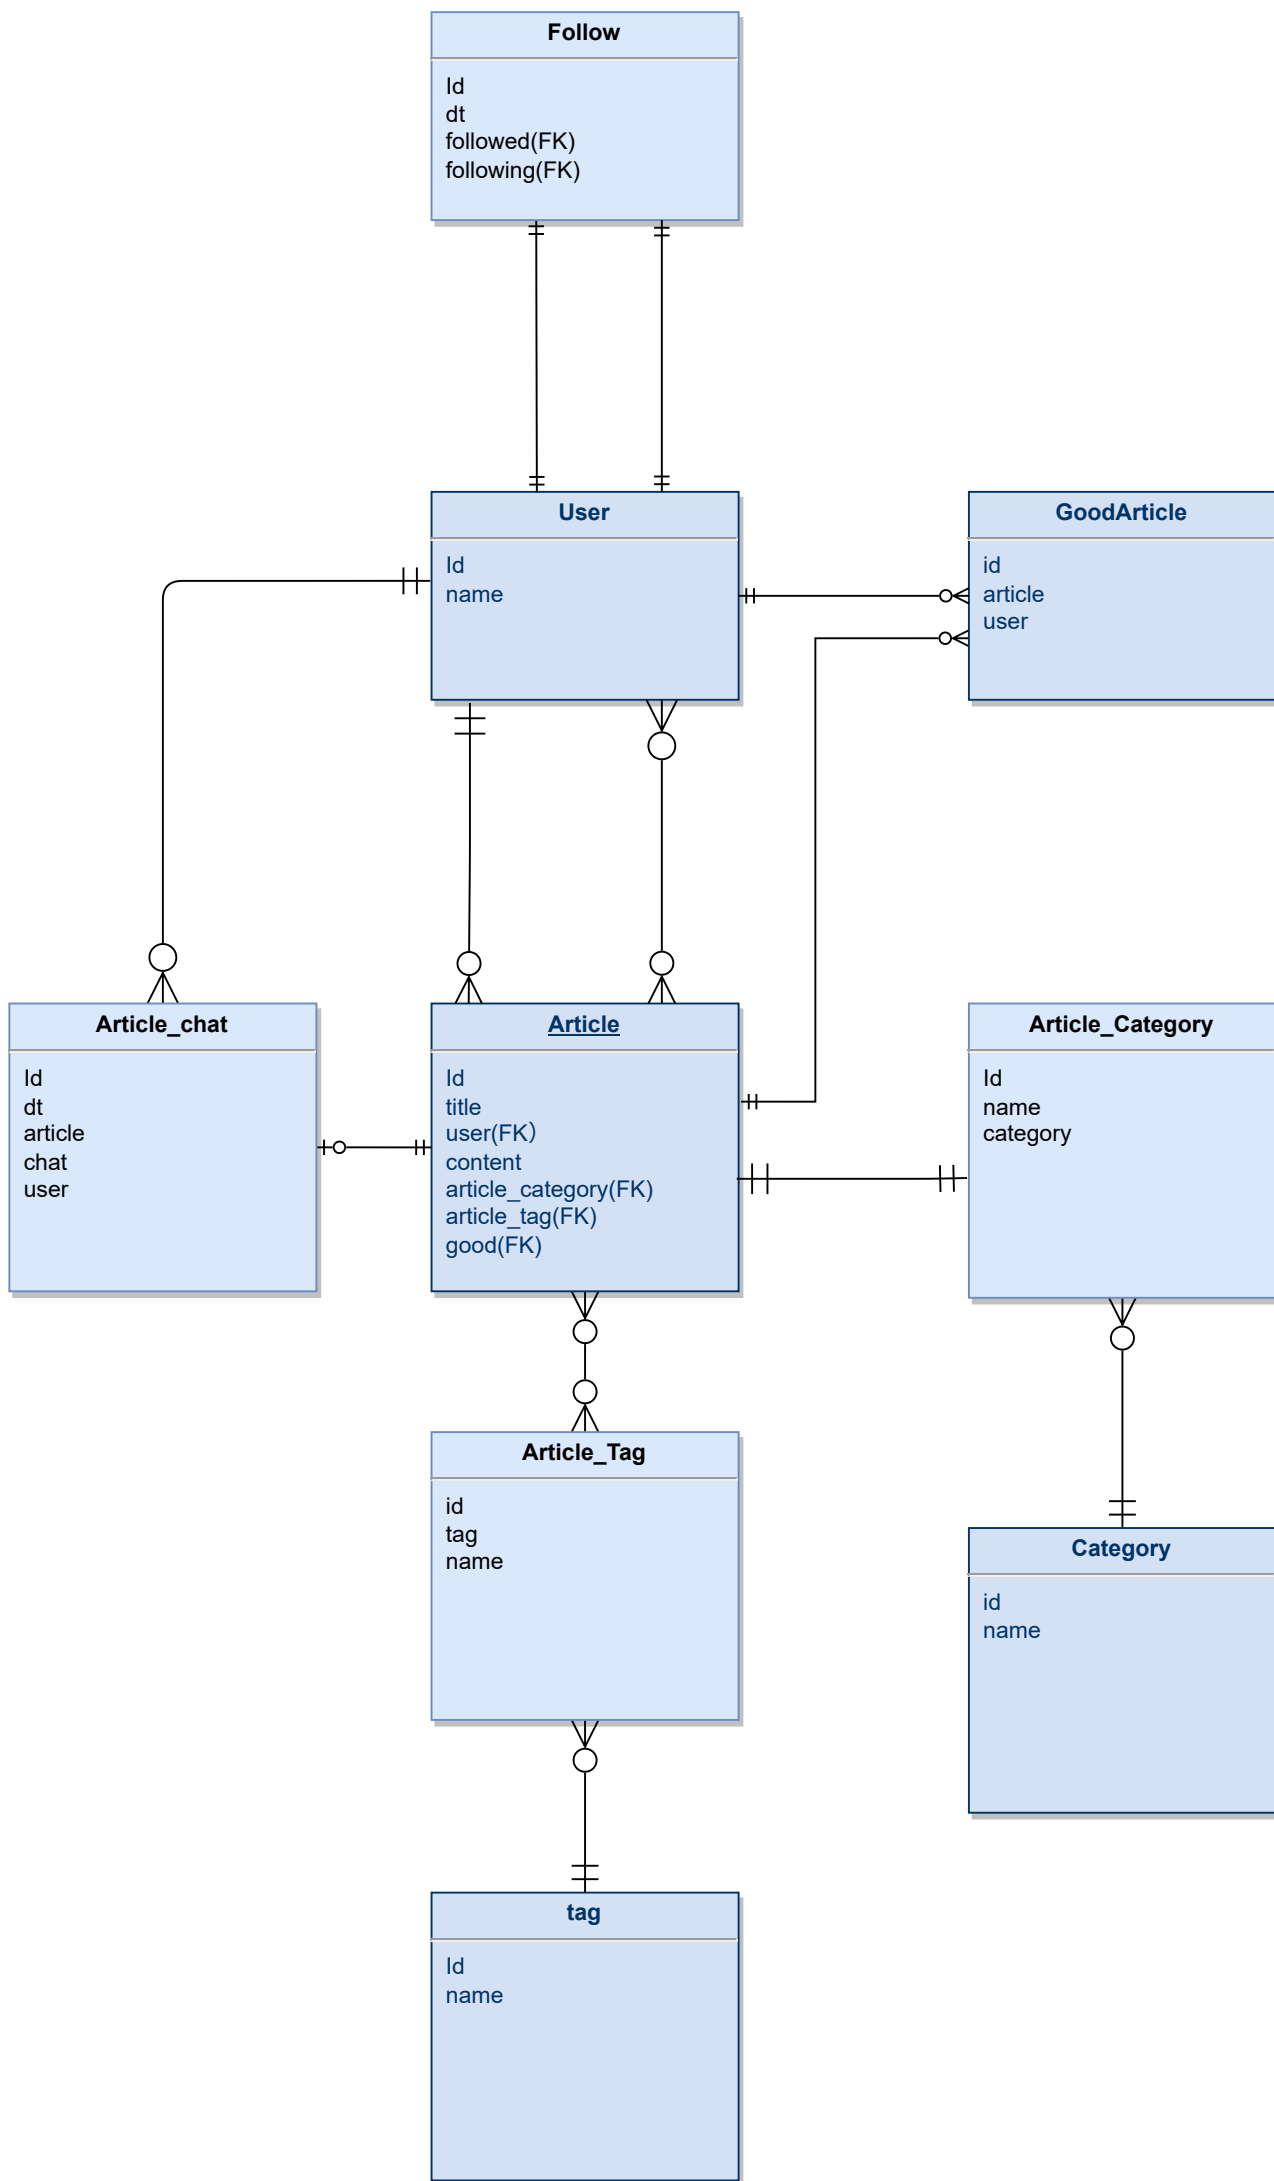 Follow
Id
dt
followed(FK)
following(FK)
User
Id
name
GoodArticle
id
article
user
Article_chat
Id
dt
article
chat
user
Article
Id
title
user(FK）
content
article_category(FK)
article_tag(FK)
good(FK)
Article_Category
Id
name
category
Article_Tag
id
tag
name
Category
id
name
tag
Id
name